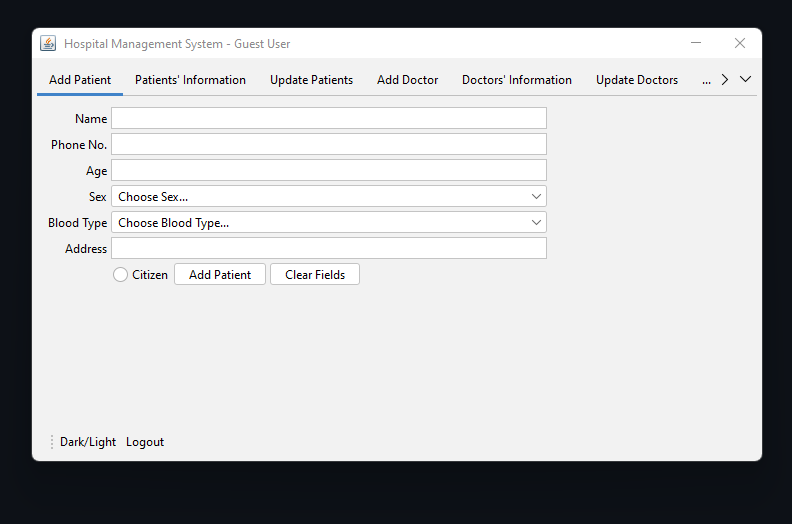 Hospital Management System - Guest User
Add Patient Patients' Information Update Patients Add Doctor Doctors' Information Update Doctors ...
Name
Phone No.
Age
Sex Choose Sex...
Blood Type Choose Blood Type...
Address
Citizen Add Patient Clear Fields
Dark/Light Logout